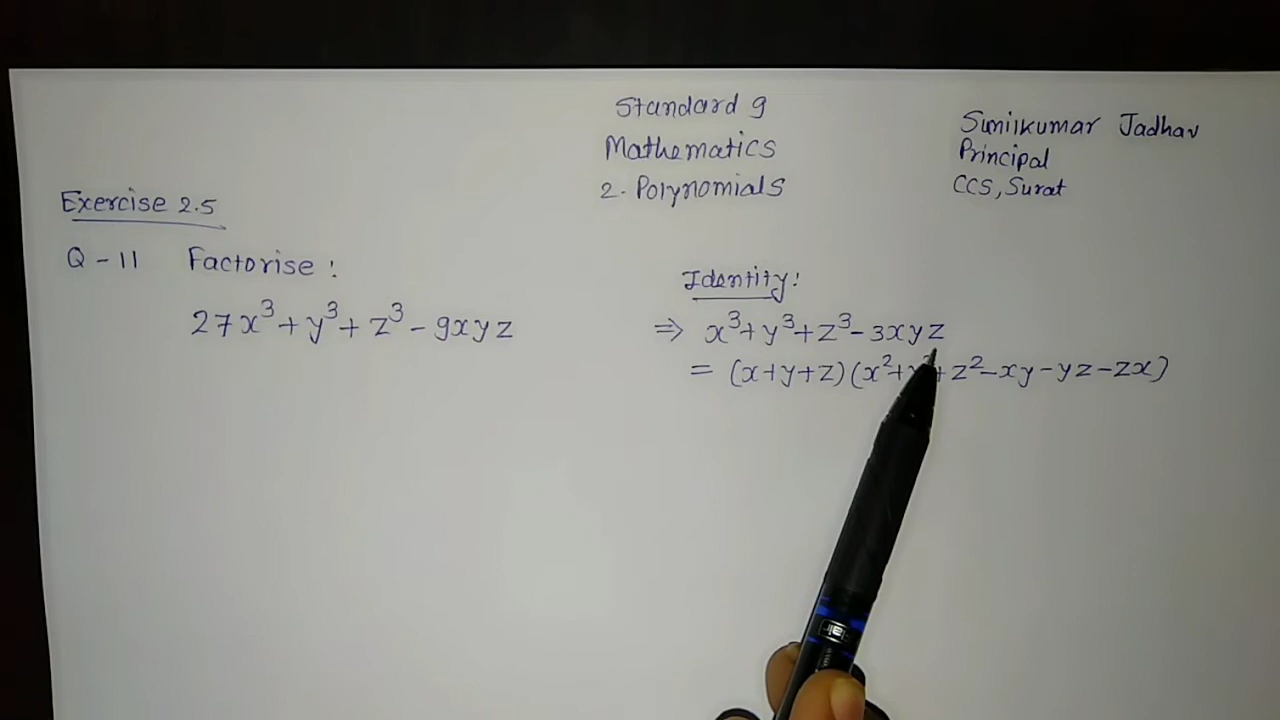 Standard 9
Mathematics
2. Polynomials
Sunilkumar Jadhav
Principal
CCS, Surat
Exercise 2.5
Q - 11 Factorise :
27x³ + y³ + z³ - 9xyz
Identity:
⇒ x³ + y³ + z³ - 3xyz
= (x+y+z)(x²+y²+z²-xy-yz-zx)